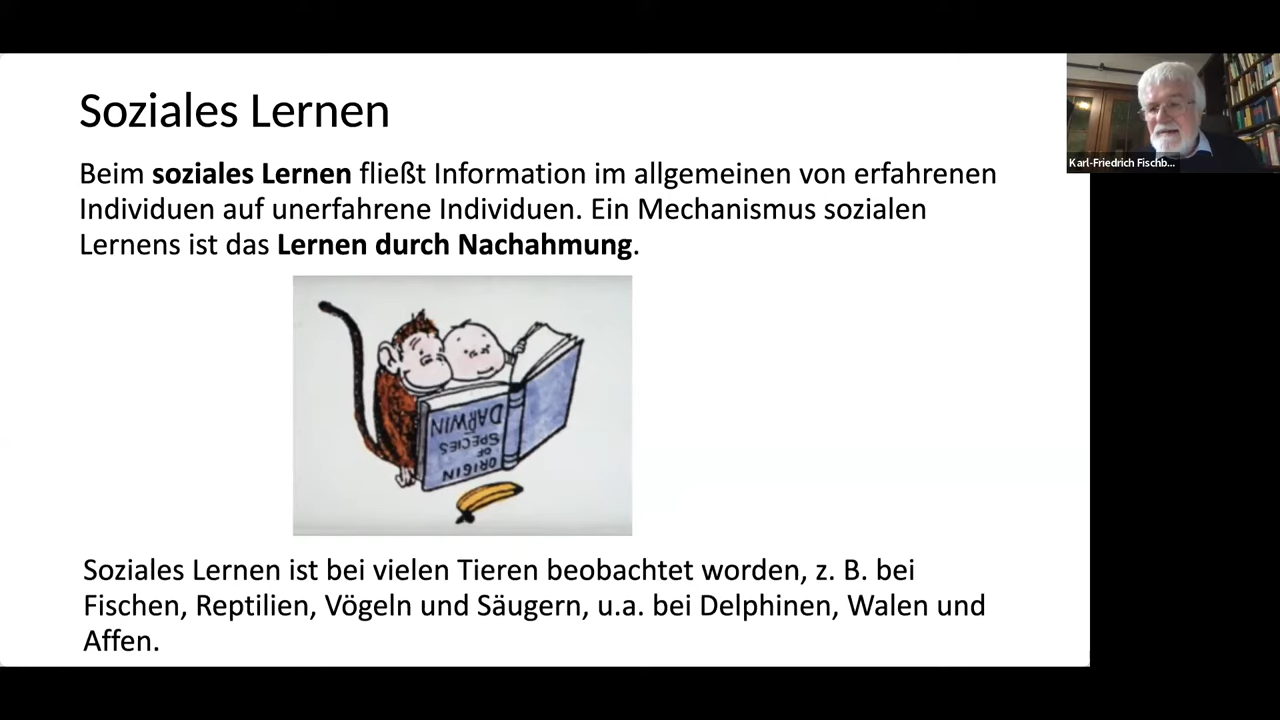 Soziales Lernen
Beim soziales Lernen fließt Information im allgemeinen von erfahrenen
Individuen auf unerfahrene Individuen. Ein Mechanismus sozialen
Lernens ist das Lernen durch Nachahmung.
DARWIN
ORIGIN
OF
SPECIES
Soziales Lernen ist bei vielen Tieren beobachtet worden, z. B. bei
Fischen, Reptilien, Vögeln und Säugern, u.a. bei Delphinen, Walen und
Affen.
Karl-Friedrich Fischb...